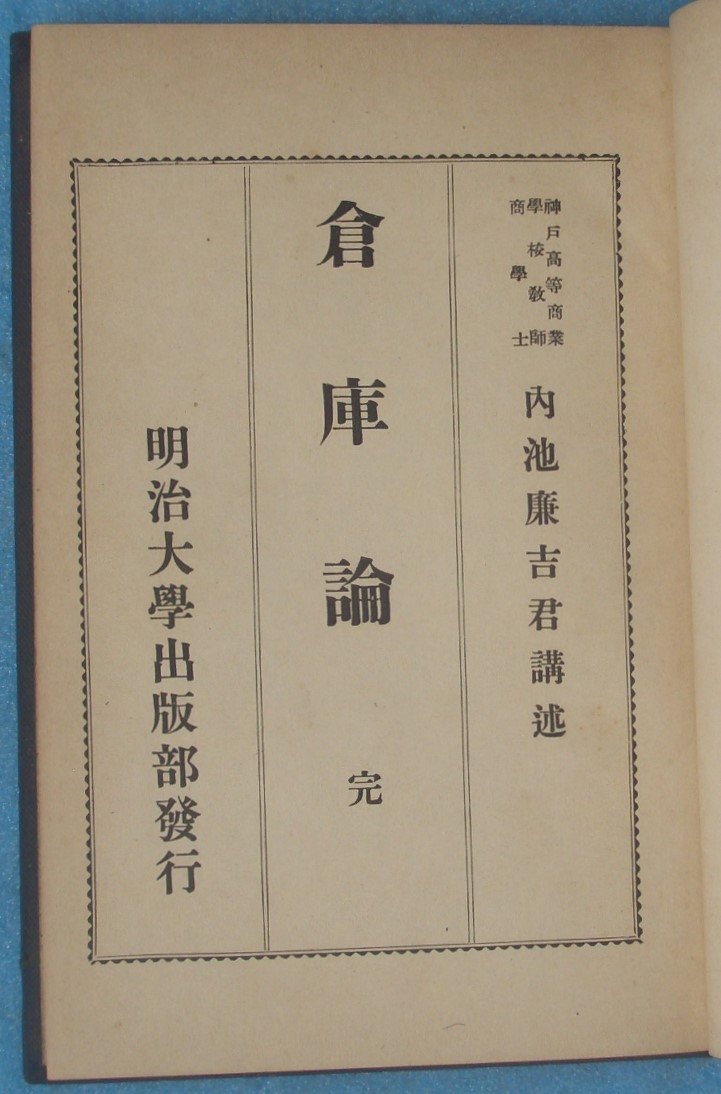 神戸高等商業
學校敎師
商學士
內池廉吉君講述
倉庫論 完
明治大學出版部發行